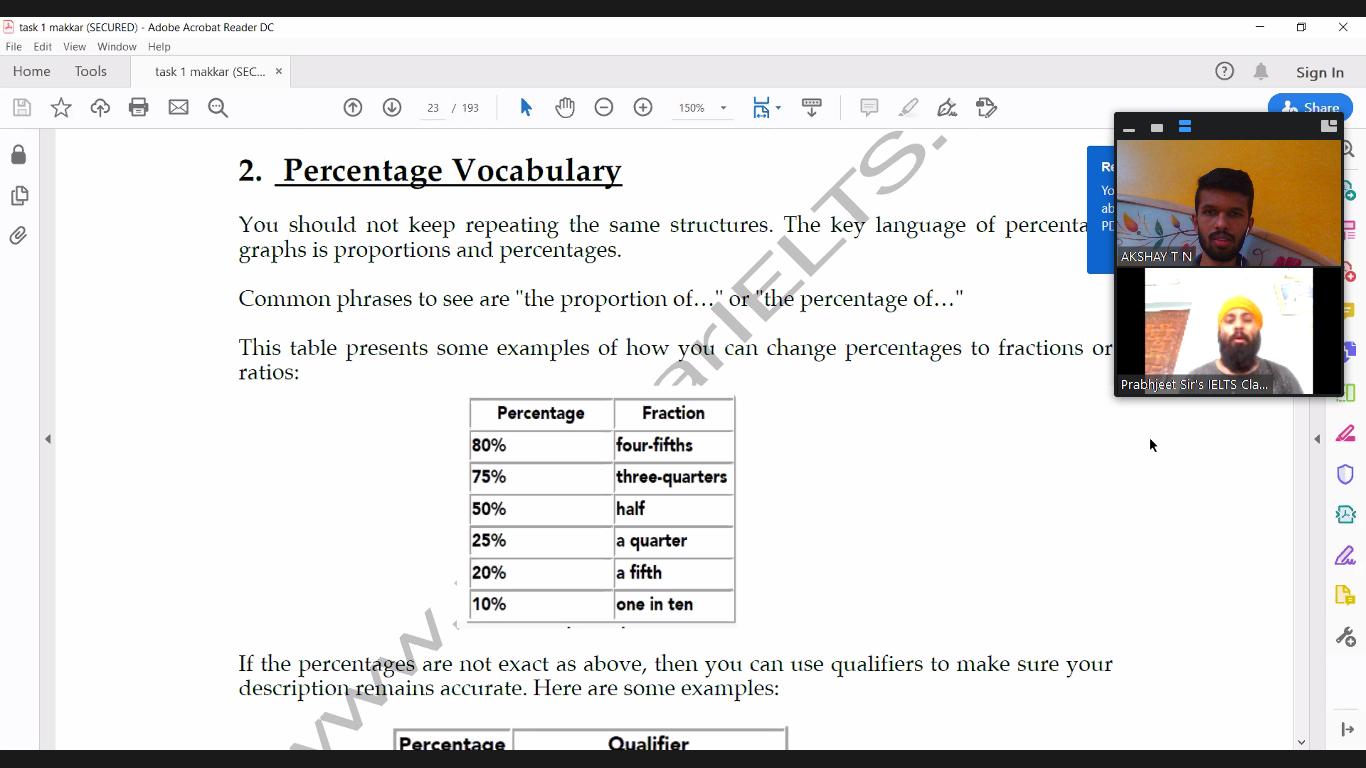 task 1 makkar (SECURED) - Adobe Acrobat Reader DC
File Edit View Window Help
Home Tools task 1 makkar (SEC... × Sign In
23 / 193 150% Share
2. Percentage Vocabulary
You should not keep repeating the same structures. The key language of percenta
graphs is proportions and percentages.
Common phrases to see are "the proportion of…" or "the percentage of…"
This table presents some examples of how you can change percentages to fractions or
ratios:
Percentage Fraction
80% four-fifths
75% three-quarters
50% half
25% a quarter
20% a fifth
10% one in ten
If the percentages are not exact as above, then you can use qualifiers to make sure your
description remains accurate. Here are some examples:
Percentage Qualifier
www.
arIELTS.
Re
Yo
ab
PD
AKSHAY T N
Prabhjeet Sir's IELTS Cla...